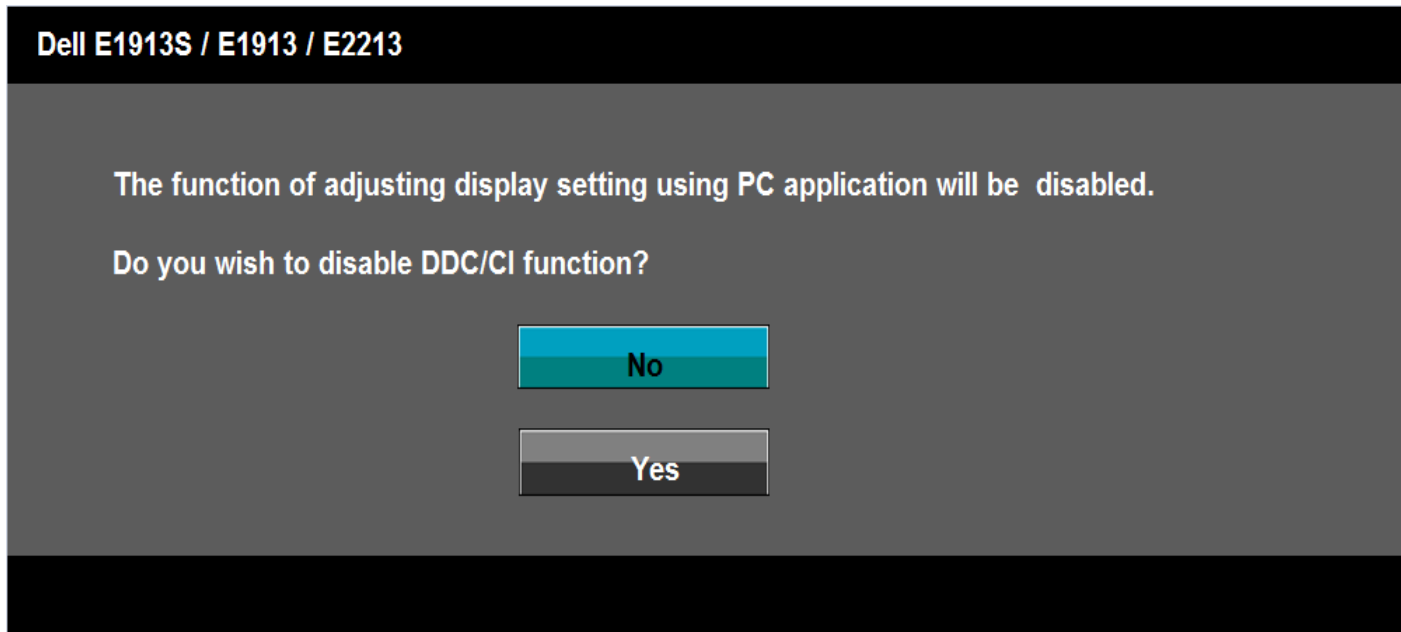 Dell E1913S / E1913 / E2213
The function of adjusting display setting using PC application will be  disabled.
Do you wish to disable DDC/CI function?
No
Yes